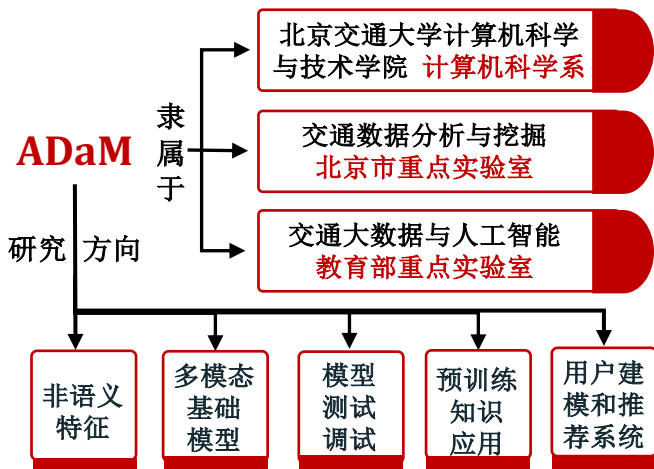 北京交通大学计算机科学
与技术学院 计算机科学系
ADaM
隶
属
于
交通数据分析与挖掘
北京市重点实验室
交通大数据与人工智能
教育部重点实验室
研究 方向
非语义
特征
多模态
基础
模型
模型
测试
调试
预训练
知识
应用
用户建
模和推
荐系统